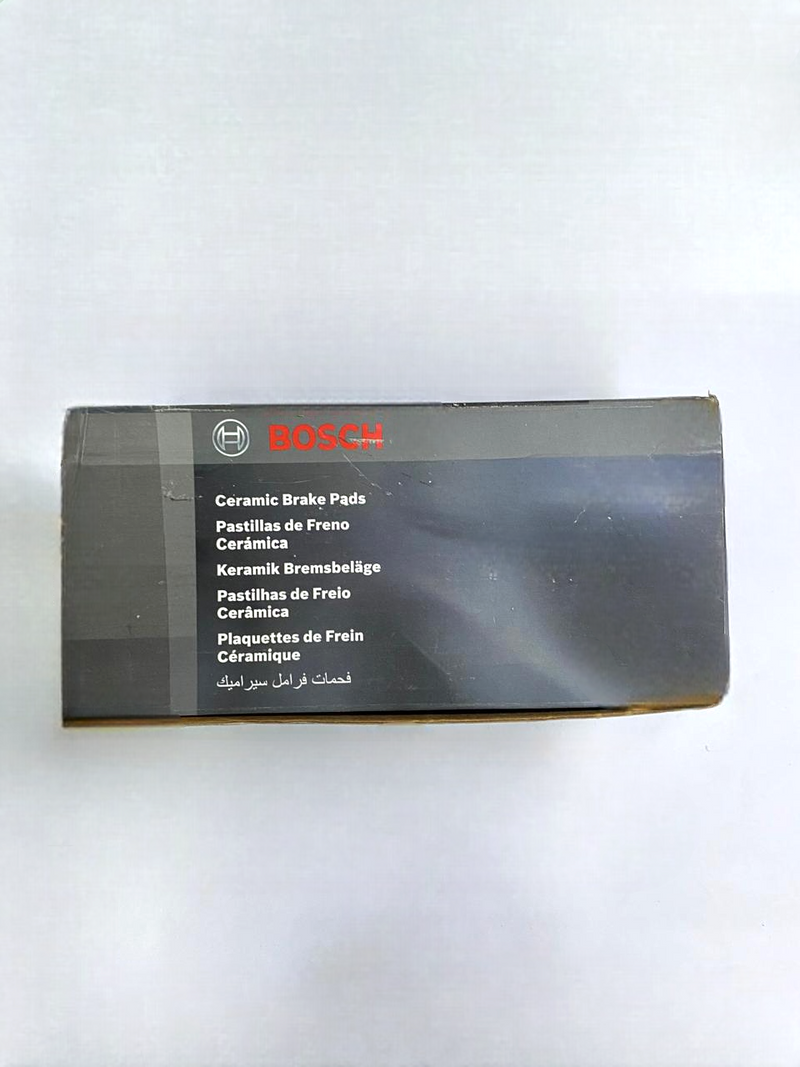 BOSCH
Ceramic Brake Pads
Pastillas de Freno
Cerámica
Keramik Bremsbeläge
Pastilhas de Freio
Cerâmica
Plaquettes de Frein
Céramique
فحمات فرامل سيراميك